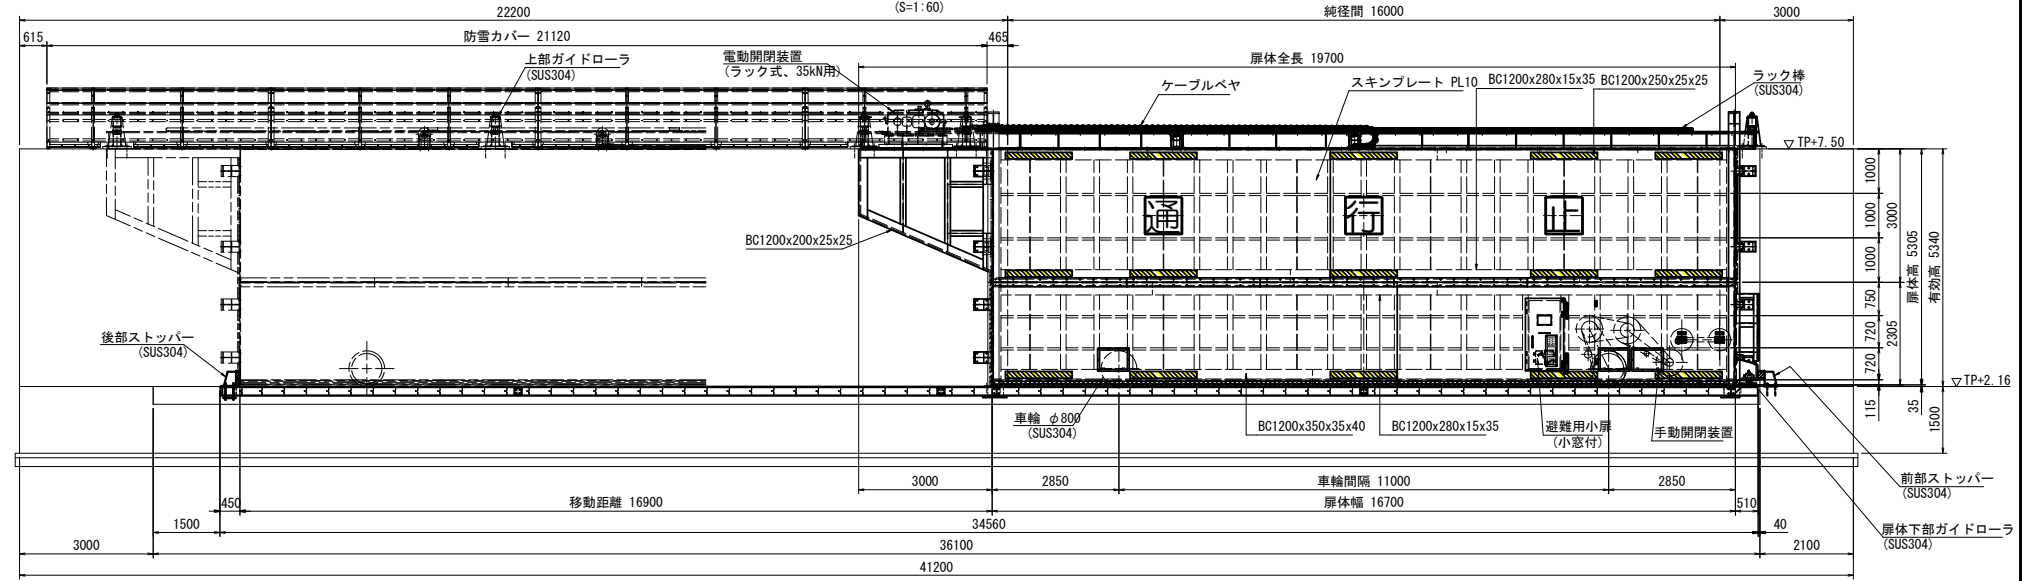 (S=1:60)
22200
純径間 16000
3000
615
防雪カバー 21120
465
扉体全長 19700
上部ガイドローラ
(SUS304)
電動開閉装置
(ラック式、35kN用)
ケーブルベヤ
スキンプレート PL10
BC1200x280x15x35
BC1200x250x25x25
ラック棒
(SUS304)
▽TP+7.50
通
行
止
BC1200x200x25x25
1000
1000
1000
3000
750
720
720
2305
扉体高 5305
有効高 5340
▽TP+2.16
115
35
1500
後部ストッパー
(SUS304)
車輪 φ800
(SUS304)
BC1200x350x35x40
BC1200x280x15x35
避難用小扉
(小窓付)
手動開閉装置
前部ストッパー
(SUS304)
扉体下部ガイドローラ
(SUS304)
3000
2850
車輪間隔 11000
2850
450
移動距離 16900
扉体幅 16700
510
1500
34560
40
3000
36100
2100
41200